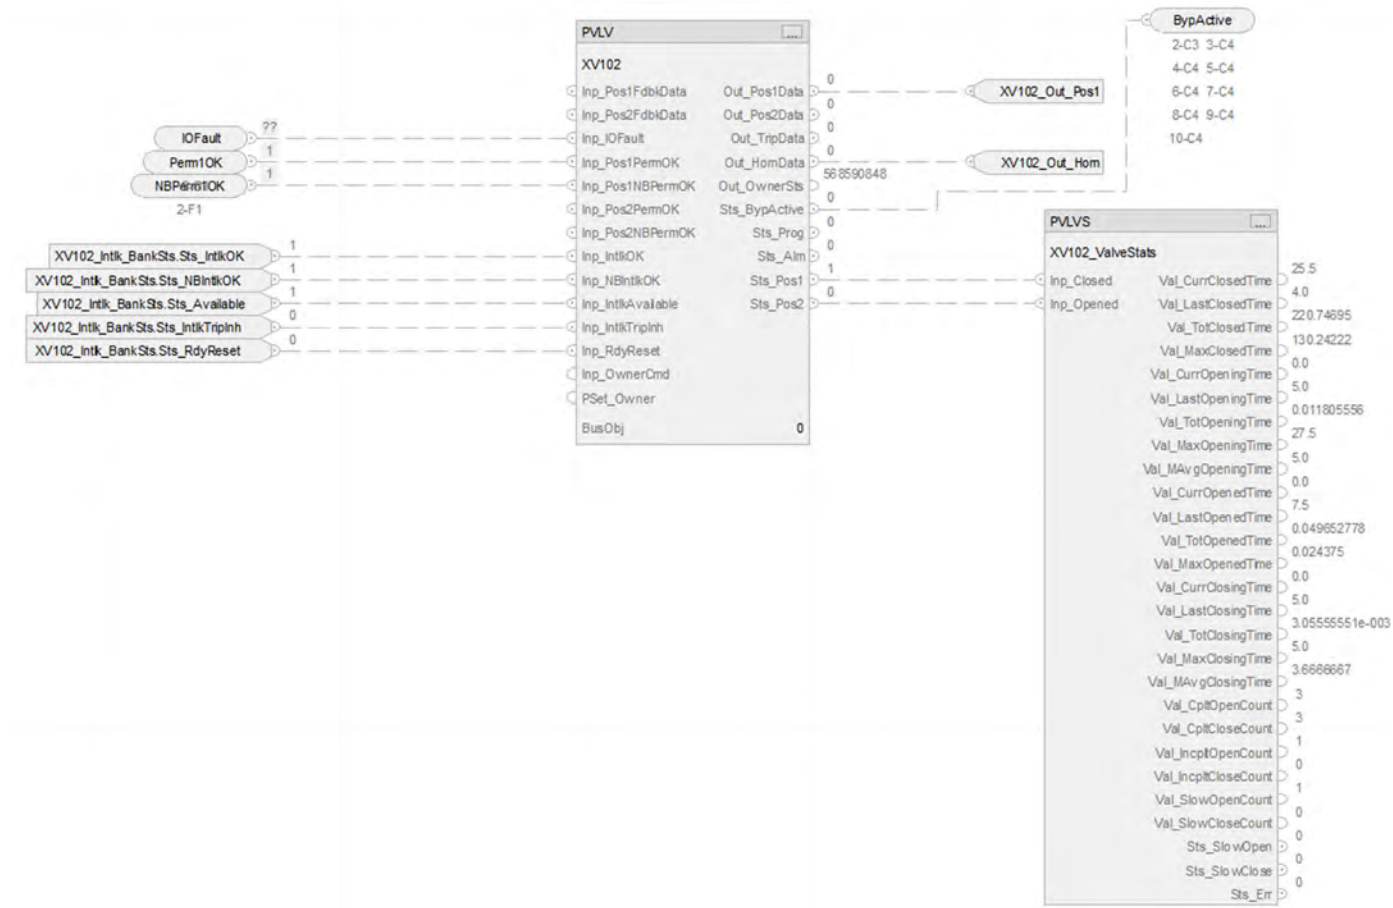 BypActive
2-C3 3-C4
4-C4 5-C4
6-C4 7-C4
8-C4 9-C4
10-C4
PVLV ...
XV102
Inp_Pos1FdbkData Out_Pos1Data 0
Inp_Pos2FdbkData Out_Pos2Data 0
Inp_IOFault Out_TripData 0
Inp_Pos1PermOK Out_HornData 0
Inp_Pos1NBPermOK Out_OwnerSts 568590848
Inp_Pos2PermOK Sts_BypActive 0
Inp_Pos2NBPermOK Sts_Prog 0
Inp_IntlkOK Sts_Alm 0
Inp_NBIntlkOK Sts_Pos1 1
Inp_IntlkAvailable Sts_Pos2 0
Inp_IntlkTripInh
Inp_RdyReset
Inp_OwnerCmd
PSet_Owner
BusObj 0
IOFault ??
Perm1OK 1
1
2-F1
XV102_Intlk_BankSts.Sts_IntlkOK 1
XV102_Intlk_BankSts.Sts_NBIntlkOK 1
XV102_Intlk_BankSts.Sts_Available 1
XV102_Intlk_BankSts.Sts_IntlkTripInh 0
XV102_Intlk_BankSts.Sts_RdyReset 0
XV102_Out_Pos1
XV102_Out_Horn
PVLVS ...
XV102_ValveStats
Inp_Closed Val_CurrClosedTime 25.5
Inp_Opened Val_LastClosedTime 4.0
Val_TotClosedTime 220.74695
Val_MaxClosedTime 130.24222
Val_CurrOpeningTime 0.0
Val_LastOpeningTime 5.0
Val_TotOpeningTime 0.011805556
Val_MaxOpeningTime 27.5
Val_MAvgOpeningTime 5.0
Val_CurrOpenedTime 0.0
Val_LastOpenedTime 7.5
Val_TotOpenedTime 0.049652778
Val_MaxOpenedTime 0.024375
Val_CurrClosingTime 0.0
Val_LastClosingTime 5.0
Val_TotClosingTime 3.05555551e-003
Val_MaxClosingTime 5.0
Val_MAvgClosingTime 3.6666667
Val_CpltOpenCount 3
Val_CpltCloseCount 3
Val_IncpltOpenCount 1
Val_IncpltCloseCount 0
Val_SlowOpenCount 1
Val_SlowCloseCount 0
Sts_SlowOpen 0
Sts_SlowClose 0
Sts_Err 0